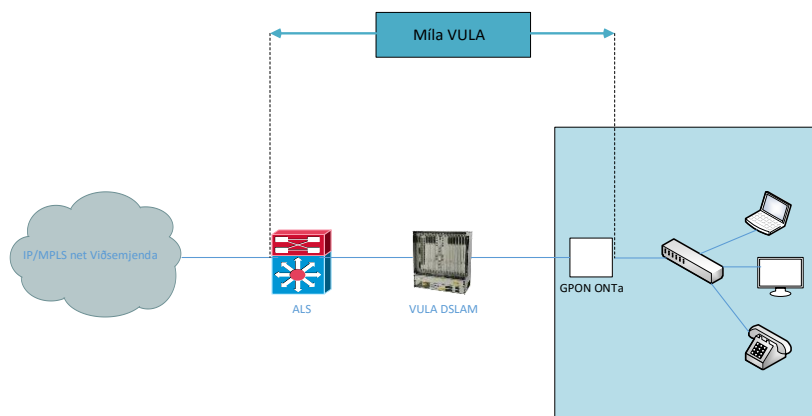 Míla VULA
IP/MPLS net Viðsemjenda
ALS
VULA DSLAM
GPON ONTa